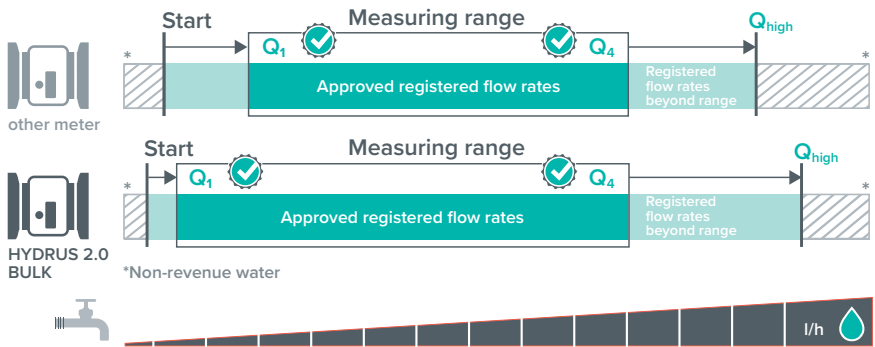 Start
Measuring range
Qhigh
*
Q1
Q4
*
Approved registered flow rates
Registered
flow rates
beyond range
other meter
Start
Measuring range
Qhigh
*
Q1
Q4
*
Approved registered flow rates
Registered
flow rates
beyond range
HYDRUS 2.0
BULK
*Non-revenue water
l/h